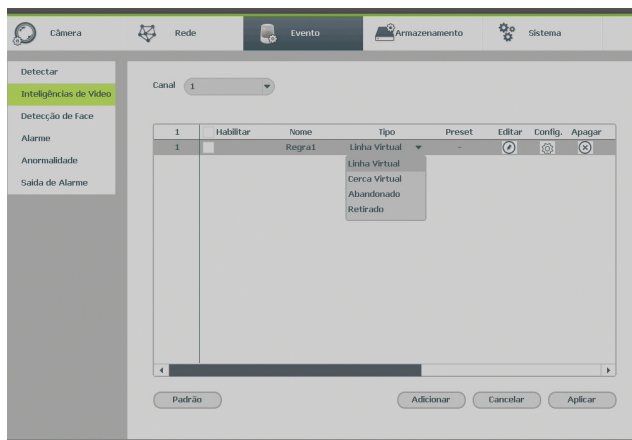 Câmera Rede Evento Armazenamento Sistema
Detectar
Inteligências de Vídeo
Detecção de Face
Alarme
Anormalidade
Saída de Alarme
Canal 1
1 Habilitar Nome Tipo Preset Editar Config. Apagar
1 Regra1 Linha Virtual -
Linha Virtual
Cerca Virtual
Abandonado
Retirado
Padrão Adicionar Cancelar Aplicar